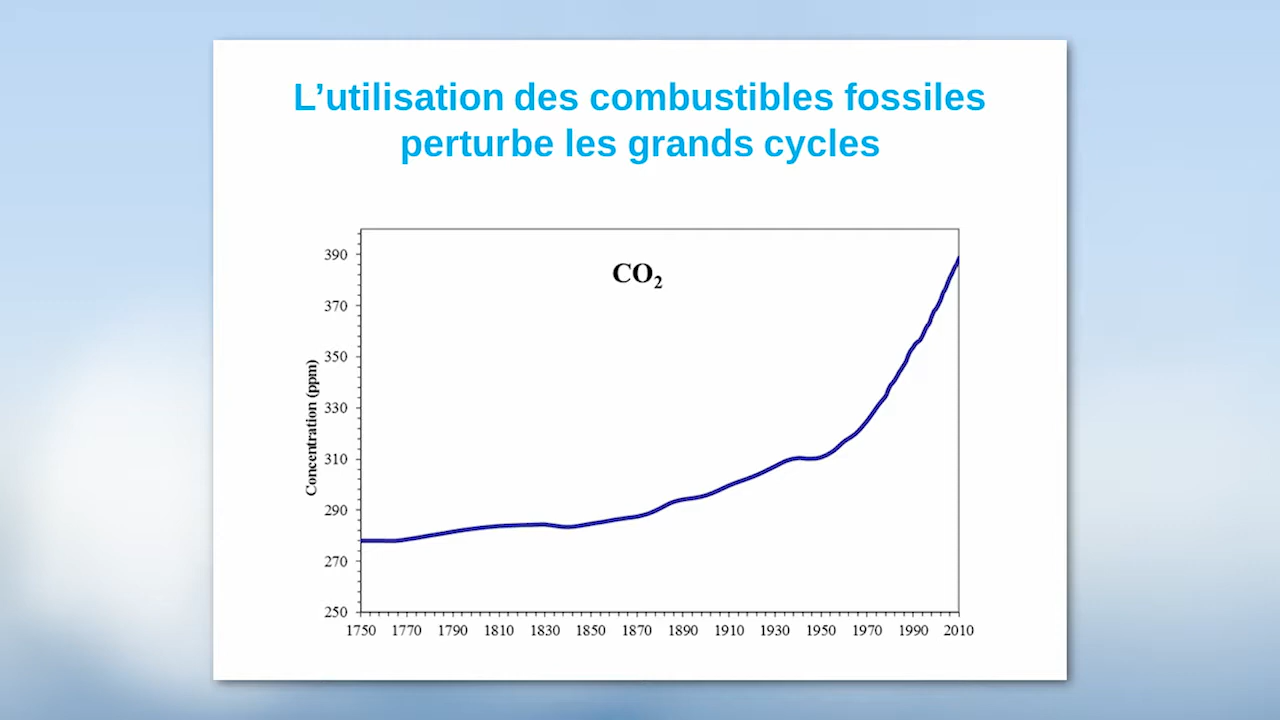 L’utilisation des combustibles fossiles
perturbe les grands cycles
CO₂
Concentration (ppm)
390
370
350
330
310
290
270
250
1750 1770 1790 1810 1830 1850 1870 1890 1910 1930 1950 1970 1990 2010